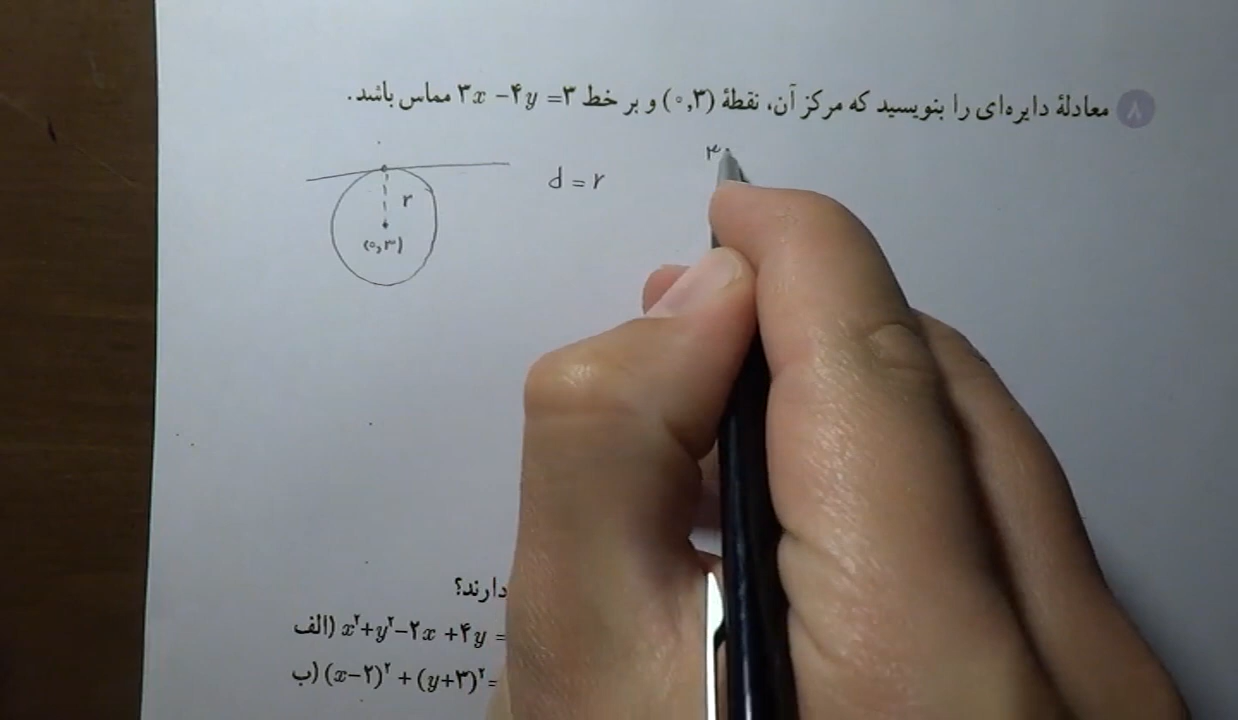 ۸ معادلهٔ دایره‌ای را بنویسید که مرکز آن، نقطهٔ (۰,۳) و بر خط ۳x −۴y =۳ مماس باشد.
d = r
۳
r
(۰,۳)
دارند؟
الف) x²+y²−۲x +۴y =
ب) (x−۲)² + (y+۳)² =